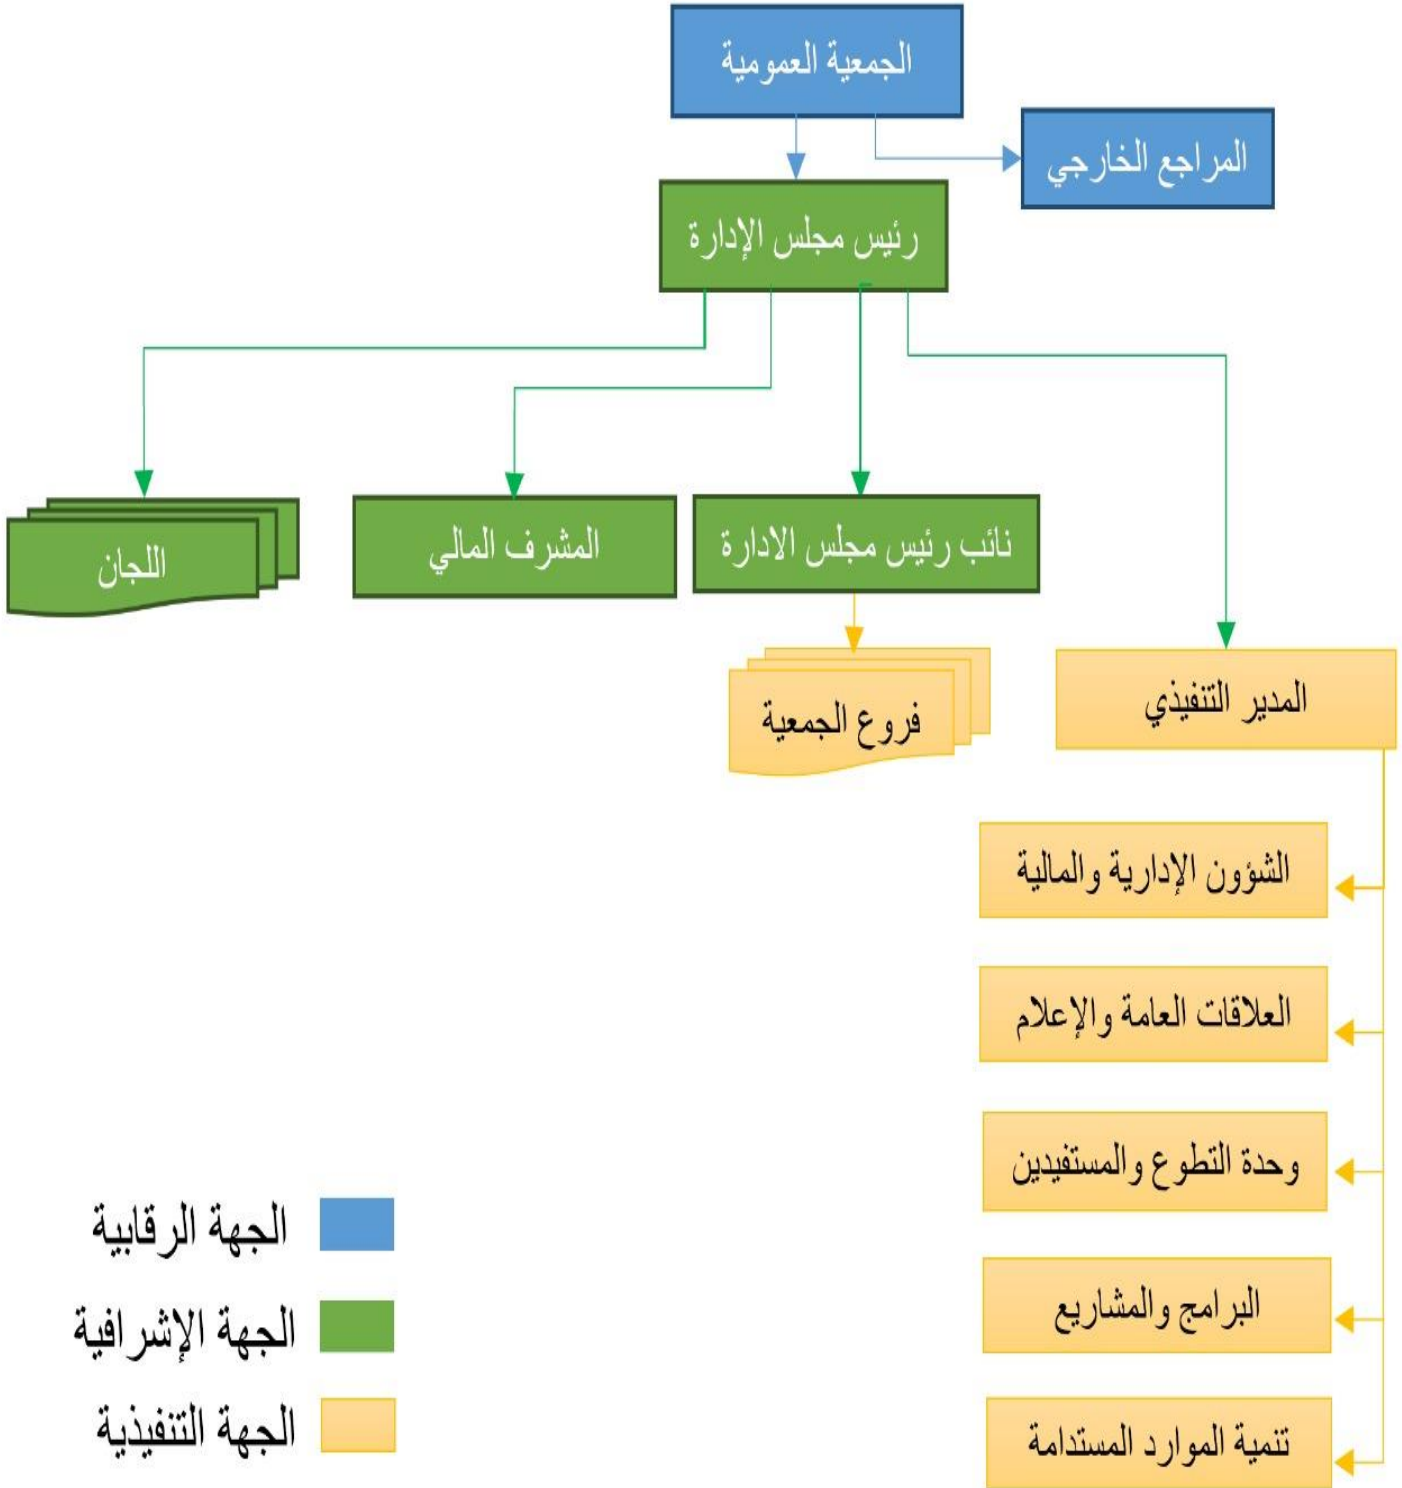 الجمعية العمومية
المراجع الخارجي
رئيس مجلس الإدارة
نائب رئيس مجلس الادارة
المشرف المالي
اللجان
المدير التنفيذي
فروع الجمعية
الشؤون الإدارية والمالية
العلاقات العامة والإعلام
وحدة التطوع والمستفيدين
البرامج والمشاريع
تنمية الموارد المستدامة
الجهة الرقابية
الجهة الإشرافية
الجهة التنفيذية